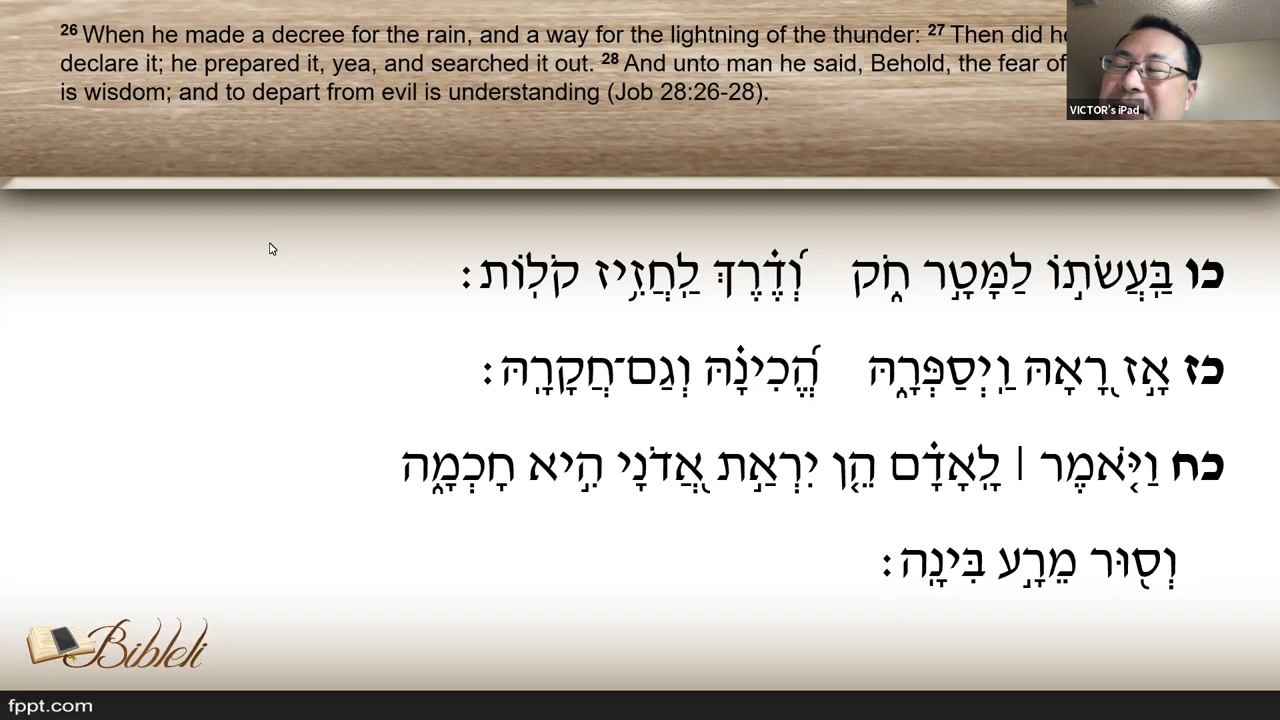 26 When he made a decree for the rain, and a way for the lightning of the thunder: 27 Then did he
declare it; he prepared it, yea, and searched it out. 28 And unto man he said, Behold, the fear of
is wisdom; and to depart from evil is understanding (Job 28:26-28).
VICTOR's iPad
כו בַּעֲשֹׂת֣וֹ לַמָּטָ֣ר חֹ֑ק וְ֝דֶ֗רֶךְ לַחֲזִ֥יז קֹלֽוֹת׃
כז אָ֣ז רָ֭אָהּ וַֽיְסַפְּרָ֑הּ הֱ֝כִינָ֗הּ וְגַם־חֲקָרָֽהּ׃
כח וַיֹּ֤אמֶר ׀ לָֽאָדָ֗ם הֵ֤ן יִרְאַ֣ת אֲ֭דֹנָי הִ֣יא חָכְמָ֑ה
וְס֖וּר מֵרָ֣ע בִּינָֽה׃
Bibleli
fppt.com